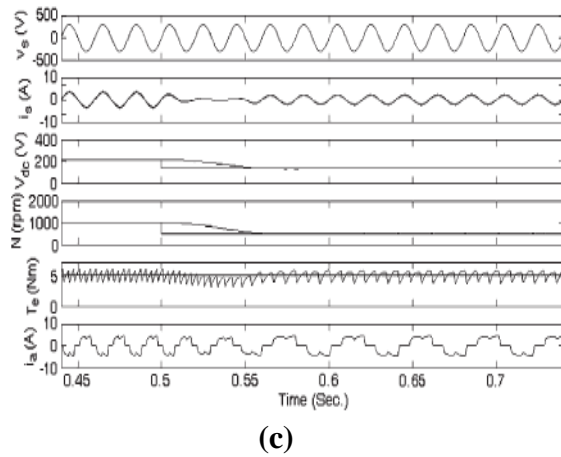 500
0
-500
v_s (V)
10
0
-10
i_s (A)
400
200
0
V_dc (V)
2000
1000
0
N (rpm)
5
0
T_e (Nm)
10
0
-10
i_a (A)
0.45 0.5 0.55 0.6 0.65 0.7
Time (Sec.)
(c)